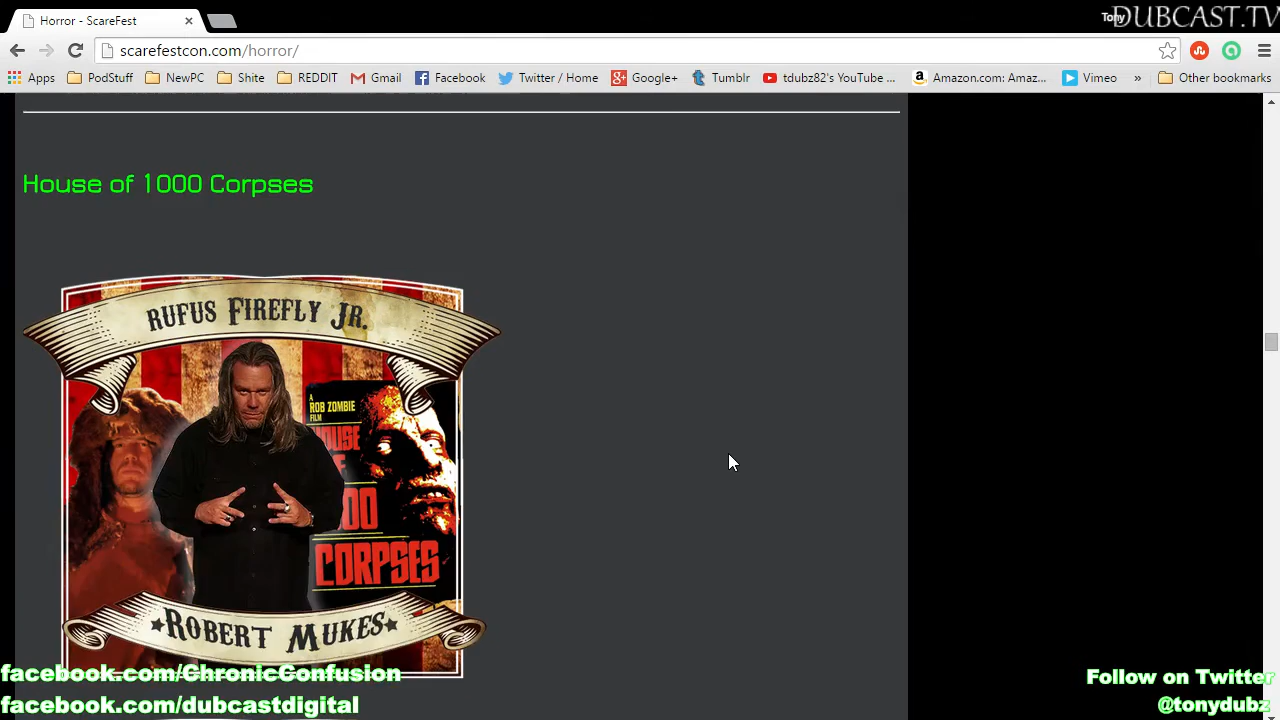 Horror - ScareFest
Tony
DUBCAST.TV
scarefestcon.com/horror/
Apps PodStuff NewPC Shite REDDIT Gmail Facebook Twitter / Home Google+ Tumblr tdubz82's YouTube ... Amazon.com: Amaz... Vimeo » Other bookmarks
House of 1000 Corpses
RUFUS FIREFLY JR.
A
ROB ZOMBIE
FILM
HOUSE
CORPSES
ROBERT MUKES
facebook.com/ChronicConfusion
facebook.com/dubcastdigital
Follow on Twitter
@tonydubz